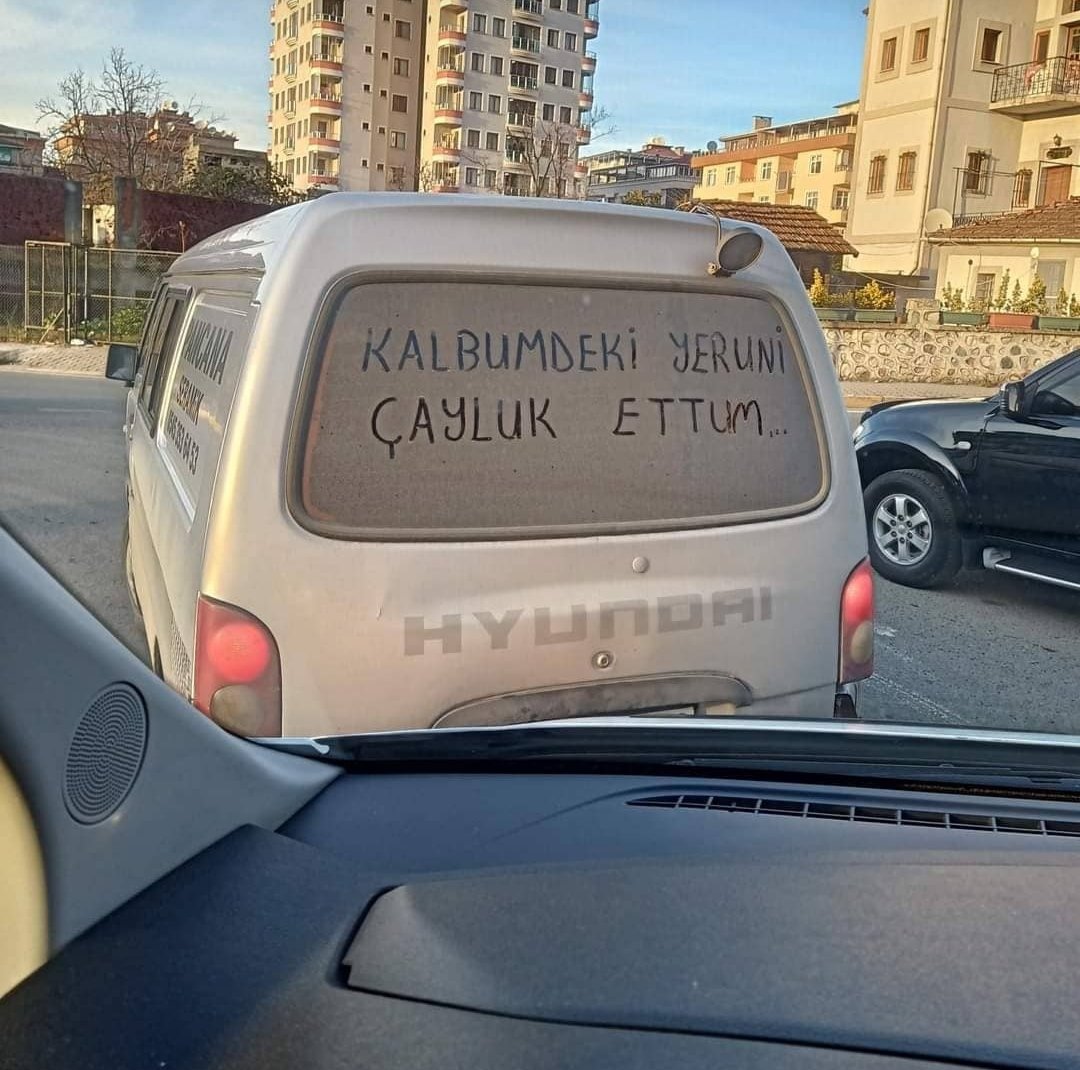 KALBUMDEKİ YERUNİ
ÇAYLUK ETTUM...
HYUNDAI